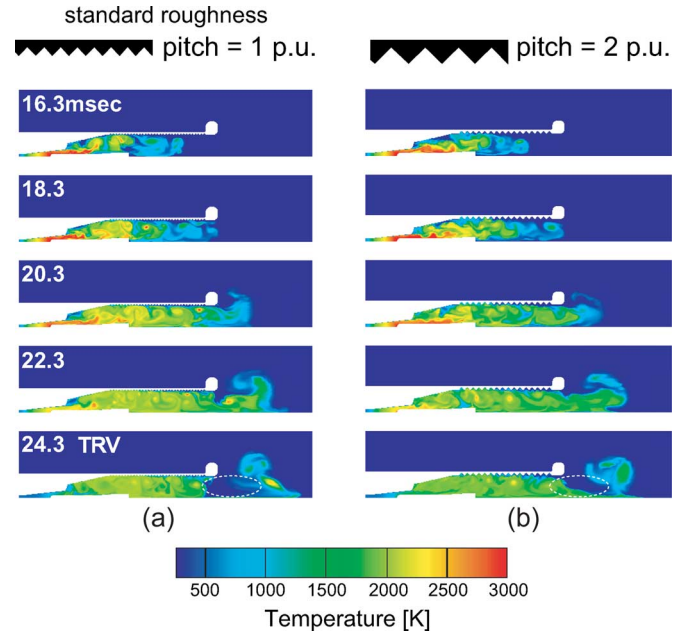 standard roughness
pitch = 1 p.u.
pitch = 2 p.u.
16.3msec
18.3
20.3
22.3
24.3 TRV
(a)
(b)
500 1000 1500 2000 2500 3000
Temperature [K]